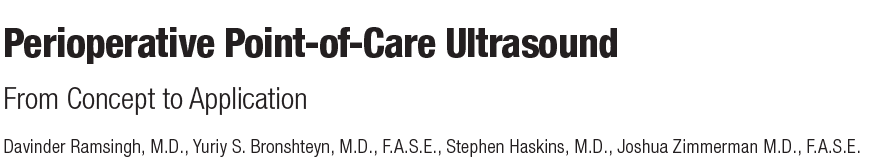 Perioperative Point-of-Care Ultrasound
From Concept to Application
Davinder Ramsingh, M.D., Yuriy S. Bronshteyn, M.D., F.A.S.E., Stephen Haskins, M.D., Joshua Zimmerman M.D., F.A.S.E.